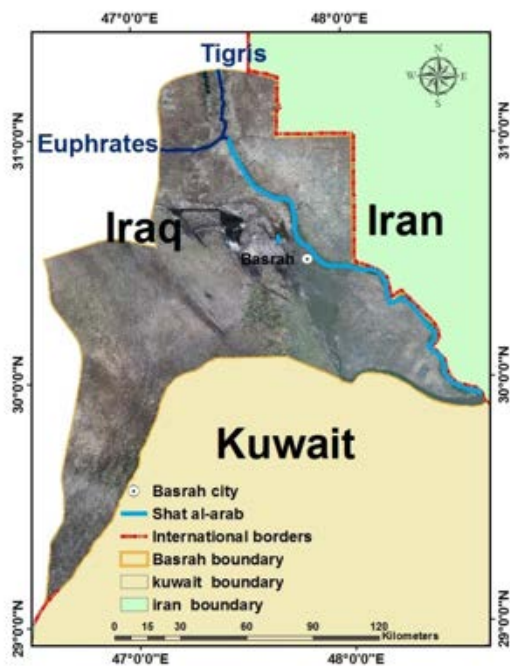 47°0'0"E 48°0'0"E
Tigris
N
W E
S
31°0'0"N 31°0'0"N
Euphrates
Iraq Iran
Basrah
30°0'0"N 30°0'0"N
Kuwait
Basrah city
Shat al-arab
International borders
Basrah boundary
kuwait boundary
iran boundary
0 15 30 60 90 120
Kilometers
29°0'0"N 29°0'0"N
47°0'0"E 48°0'0"E